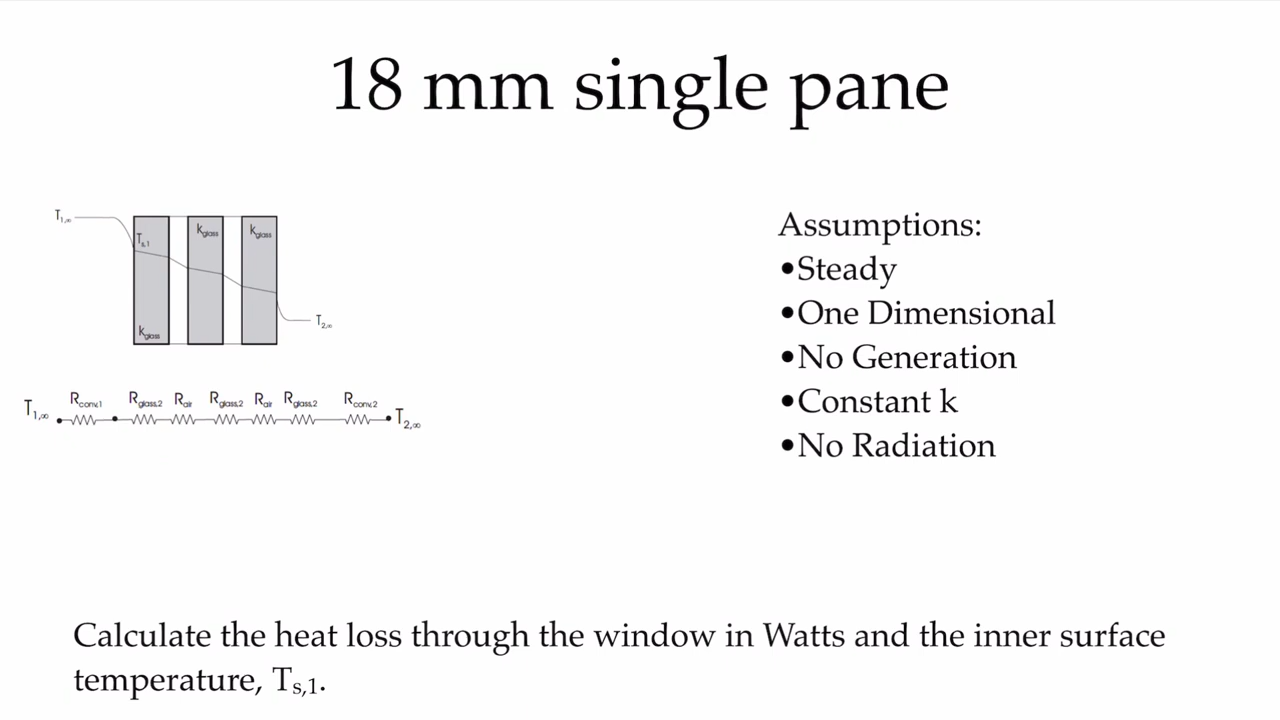 18 mm single pane
T1,∞
Ts,1
kglass
kglass
kglass
T2,∞
T1,∞ Rconv,1 Rglass,2 Rair Rglass,2 Rair Rglass,2 Rconv,2 T2,∞
Assumptions:
•Steady
•One Dimensional
•No Generation
•Constant k
•No Radiation
Calculate the heat loss through the window in Watts and the inner surface
temperature, Ts,1.